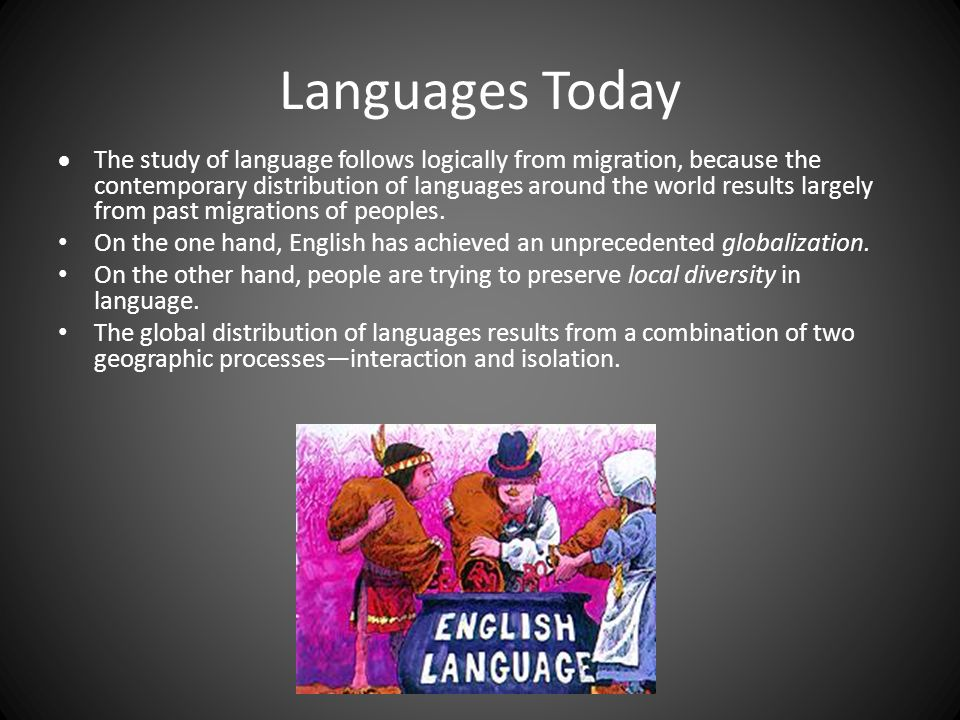 Languages Today
• The study of language follows logically from migration, because the
contemporary distribution of languages around the world results largely
from past migrations of peoples.
• On the one hand, English has achieved an unprecedented globalization.
• On the other hand, people are trying to preserve local diversity in
language.
• The global distribution of languages results from a combination of two
geographic processes—interaction and isolation.
ENGLISH
LANGUAGE